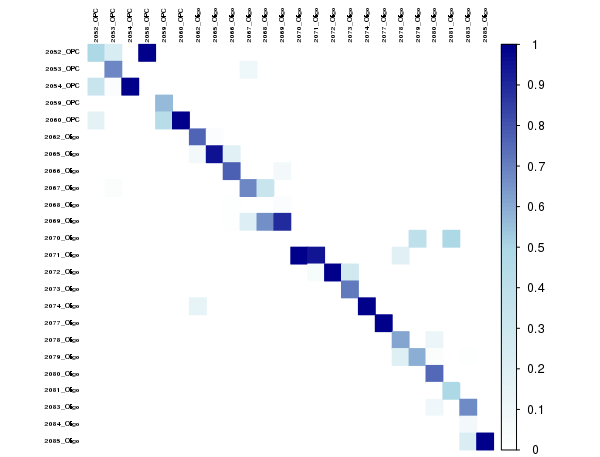 2052_OPC
2053_OPC
2054_OPC
2058_OPC
2059_OPC
2060_OPC
2062_Oligo
2065_Oligo
2066_Oligo
2067_Oligo
2068_Oligo
2069_Oligo
2070_Oligo
2071_Oligo
2072_Oligo
2073_Oligo
2074_Oligo
2077_Oligo
2078_Oligo
2079_Oligo
2080_Oligo
2081_Oligo
2083_Oligo
2085_Oligo
2052_OPC
2053_OPC
2054_OPC
2059_OPC
2060_OPC
2062_Oligo
2065_Oligo
2066_Oligo
2067_Oligo
2068_Oligo
2069_Oligo
2070_Oligo
2071_Oligo
2072_Oligo
2073_Oligo
2074_Oligo
2077_Oligo
2078_Oligo
2079_Oligo
2080_Oligo
2081_Oligo
2083_Oligo
2084_Oligo
2085_Oligo
1
0.9
0.8
0.7
0.6
0.5
0.4
0.3
0.2
0.1
0